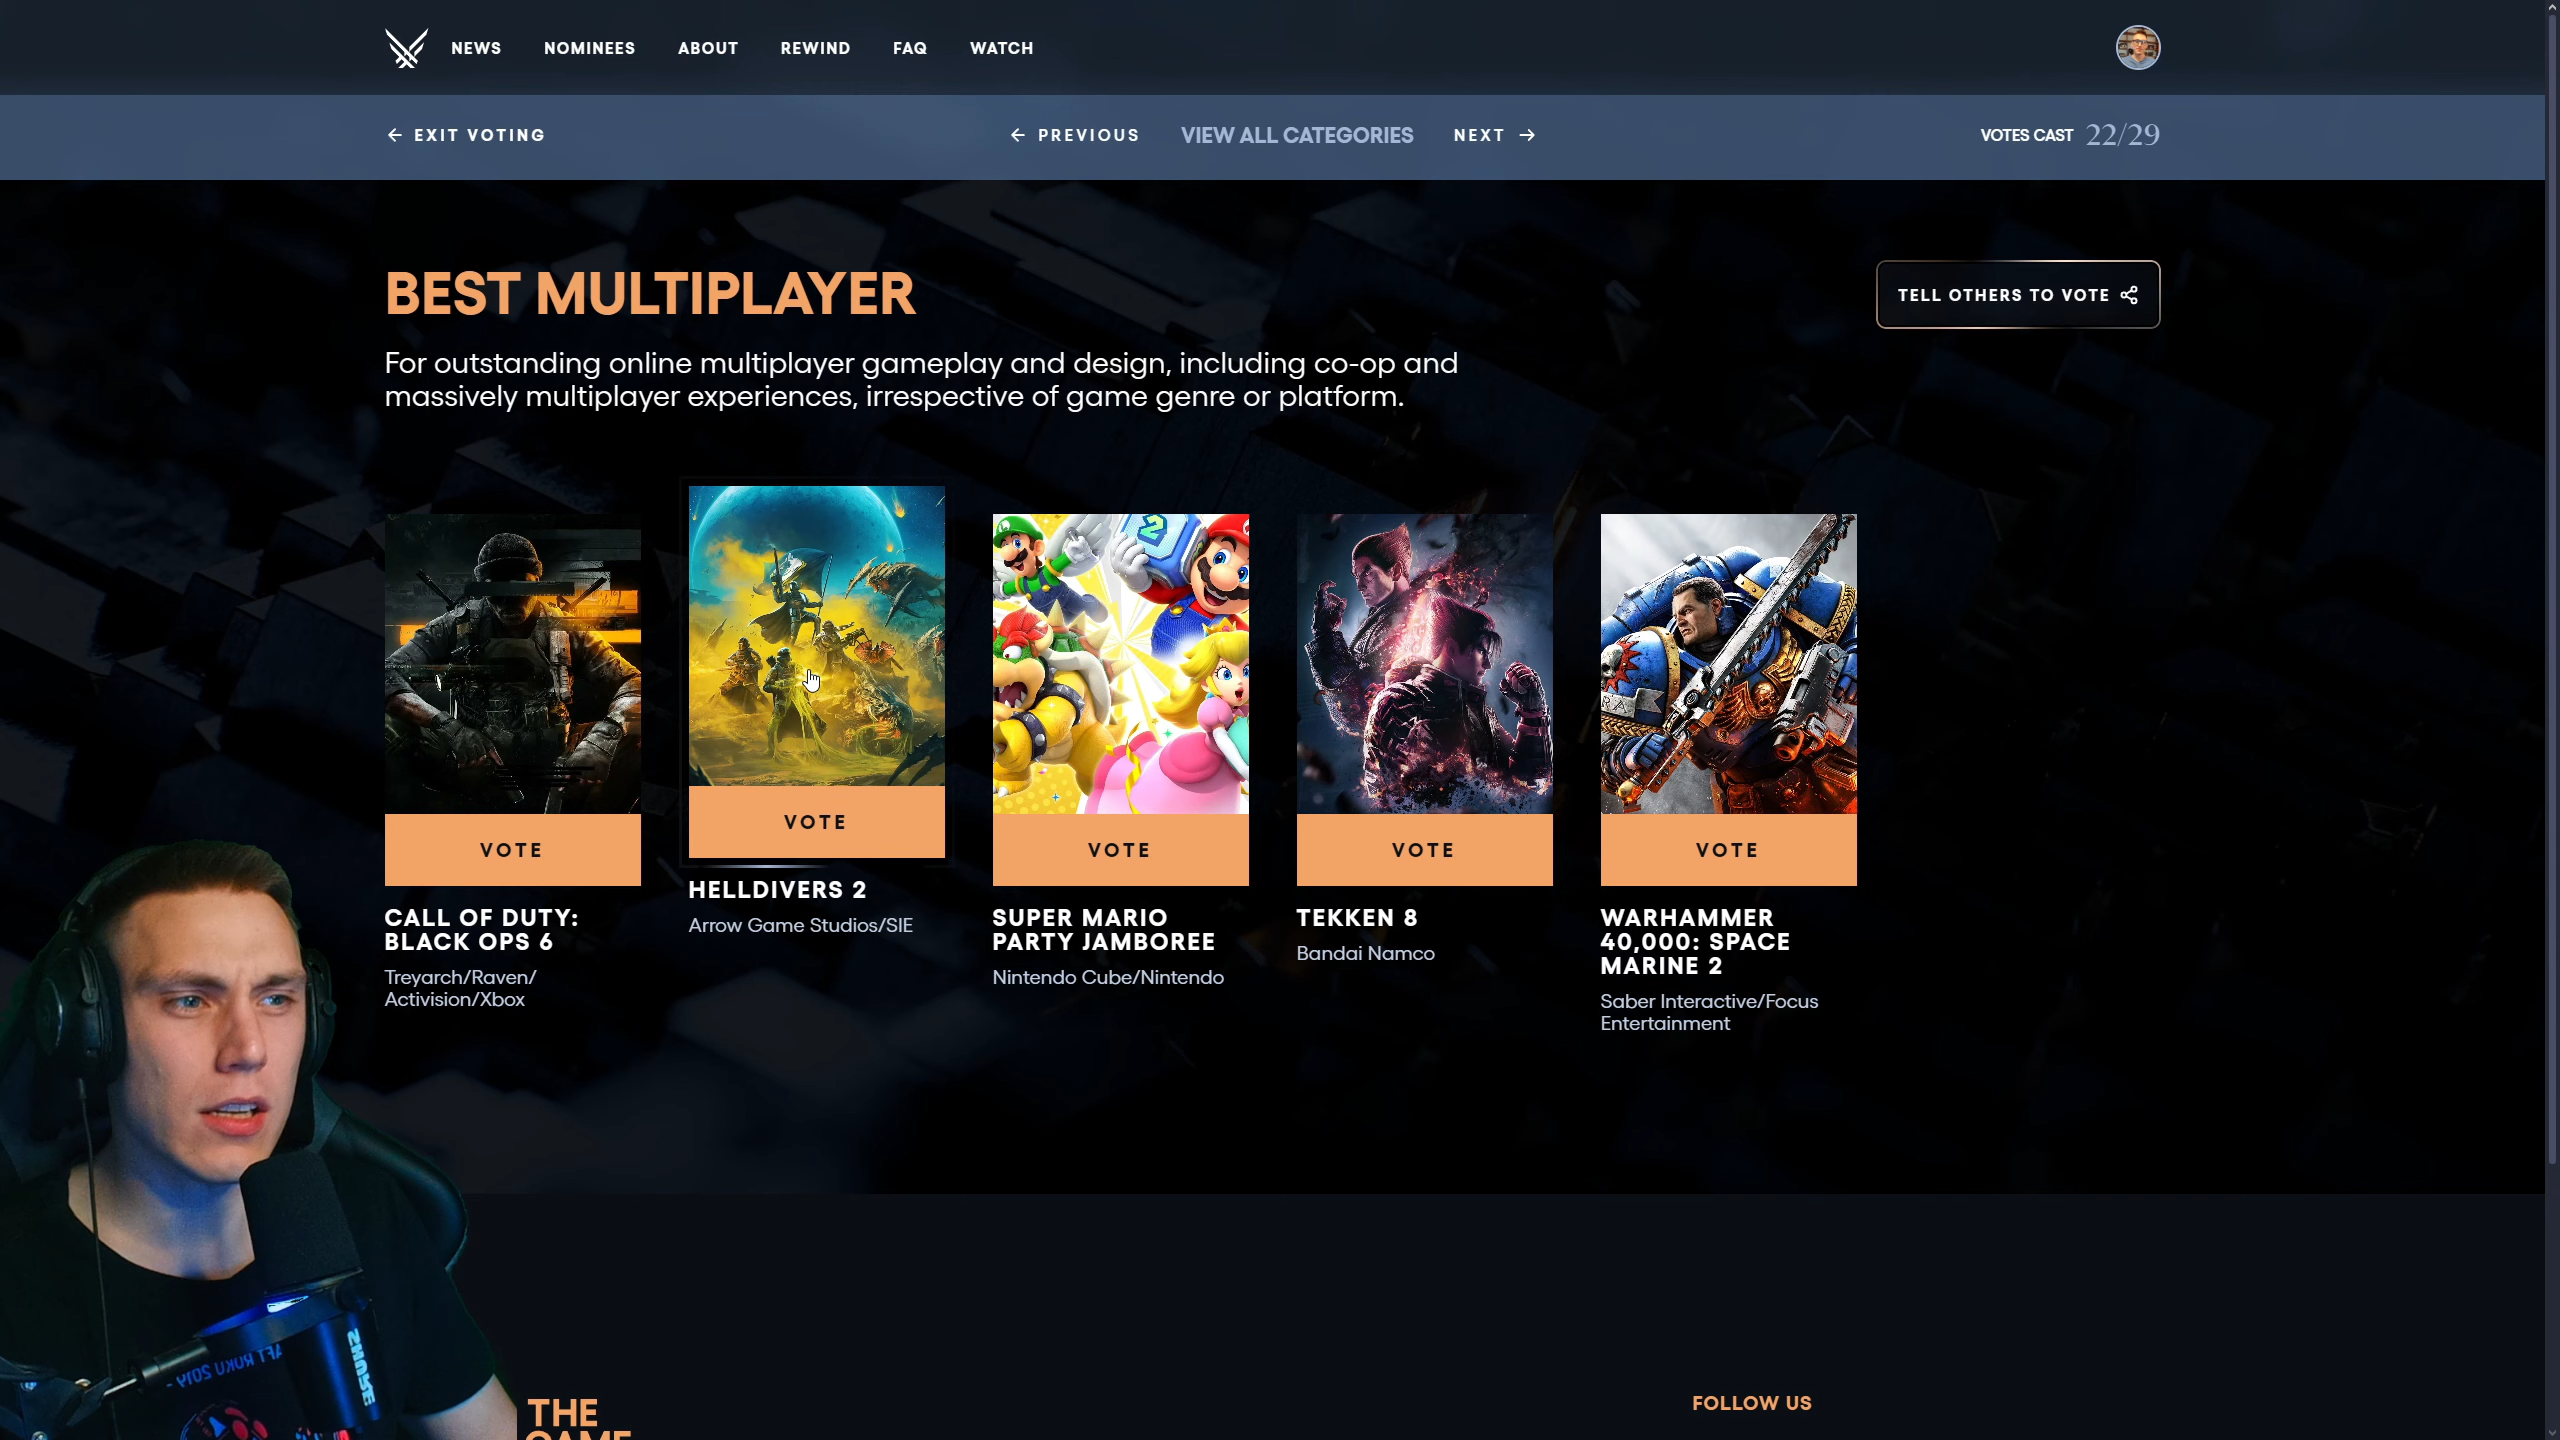 NEWS NOMINEES ABOUT REWIND FAQ WATCH
EXIT VOTING
PREVIOUS VIEW ALL CATEGORIES NEXT
VOTES CAST 22/29
BEST MULTIPLAYER
TELL OTHERS TO VOTE
For outstanding online multiplayer gameplay and design, including co-op and
massively multiplayer experiences, irrespective of game genre or platform.
2
VOTE
CALL OF DUTY:
BLACK OPS 6
Treyarch/Raven/
Activision/Xbox
VOTE
HELLDIVERS 2
Arrow Game Studios/SIE
VOTE
SUPER MARIO
PARTY JAMBOREE
Nintendo Cube/Nintendo
VOTE
TEKKEN 8
Bandai Namco
VOTE
WARHAMMER
40,000: SPACE
MARINE 2
Saber Interactive/Focus
Entertainment
THE
GAME
FOLLOW US